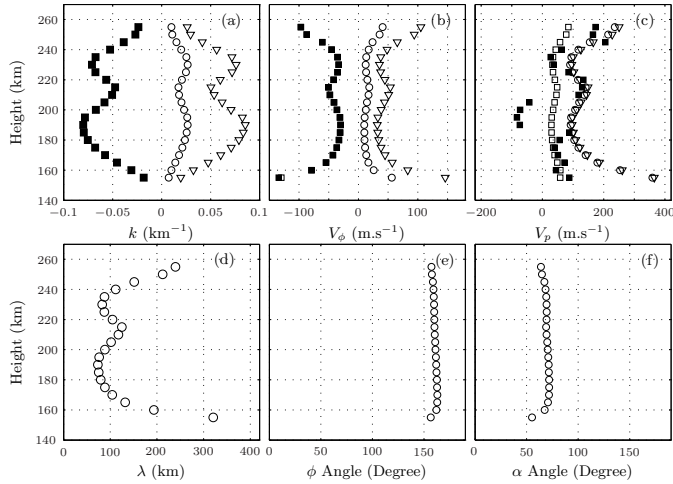 260
240
220
200
180
160
140
Height (km)
(a)
−0.1
−0.05
0
0.05
0.1
k (km⁻¹)
(b)
−100
0
100
V_ϕ (m.s⁻¹)
(c)
−200
0
200
400
V_p (m.s⁻¹)
260
240
220
200
180
160
140
Height (km)
(d)
0
100
200
300
400
λ (km)
(e)
0
50
100
150
ϕ Angle (Degree)
(f)
0
50
100
150
α Angle (Degree)